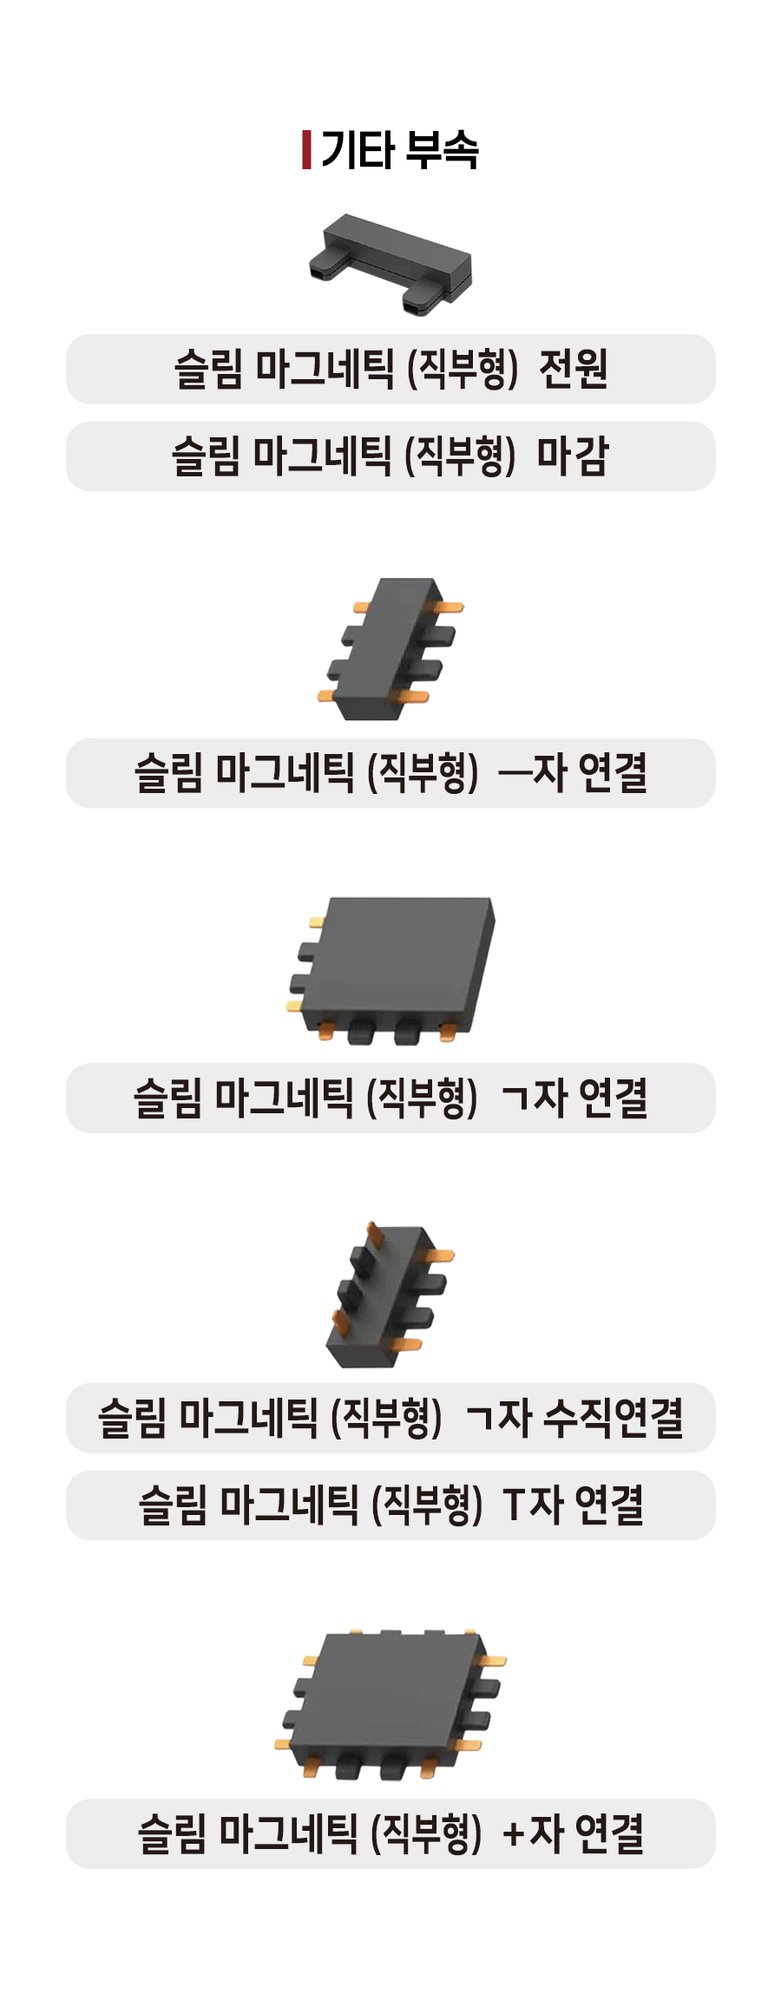 기타 부속
슬림 마그네틱 (직부형) 전원
슬림 마그네틱 (직부형) 마감
슬림 마그네틱 (직부형) ㅡ자 연결
슬림 마그네틱 (직부형) ㄱ자 연결
슬림 마그네틱 (직부형) ㄱ자 수직연결
슬림 마그네틱 (직부형) T자 연결
슬림 마그네틱 (직부형) +자 연결